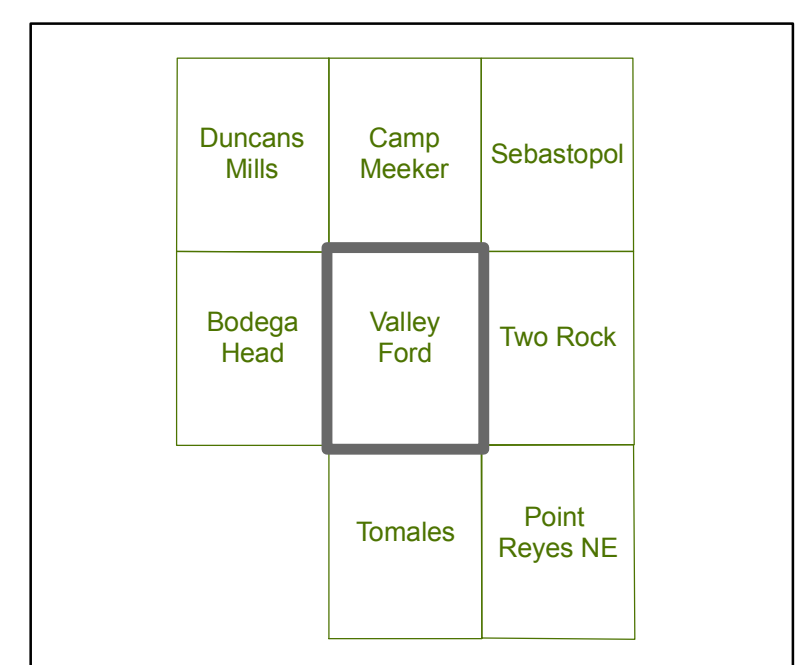 Duncans
Mills
Camp
Meeker
Sebastopol
Bodega
Head
Valley
Ford
Two Rock
Tomales
Point
Reyes NE